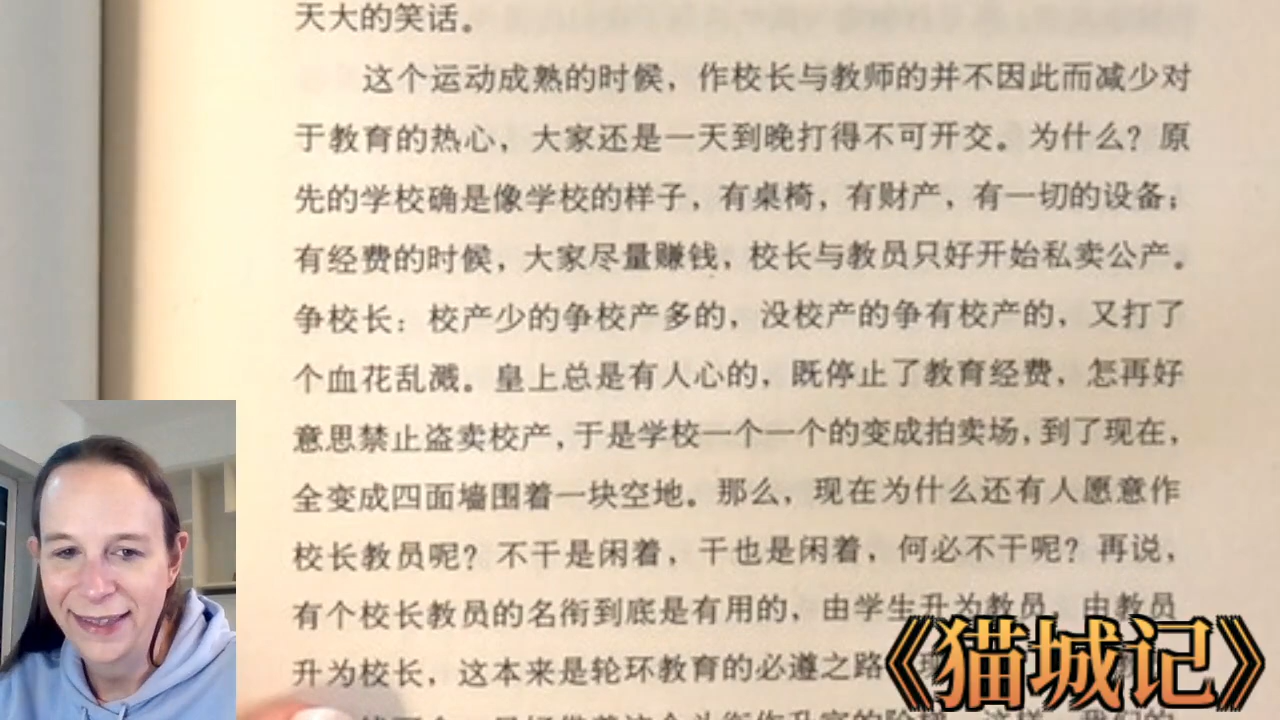 天大的笑话。
这个运动成熟的时候，作校长与教师的并不因此而减少对
于教育的热心，大家还是一天到晚打得不可开交。为什么？原
先的学校确是像学校的样子，有桌椅，有财产，有一切的设备；
有经费的时候，大家尽量赚钱，校长与教员只好开始私卖公产。
争校长：校产少的争校产多的，没校产的争有校产的，又打了
个血花乱溅。皇上总是有人心的，既停止了教育经费，怎再好
意思禁止盗卖校产，于是学校一个一个的变成拍卖场，到了现在，
全变成四面墙围着一块空地。那么，现在为什么还有人愿意作
校长教员呢？不干是闲着，干也是闲着，何必不干呢？再说，
有个校长教员的名衔到底是有用的，由学生升为教员，由教员
升为校长，这本来是轮环教育的必遵之路
《猫城记》